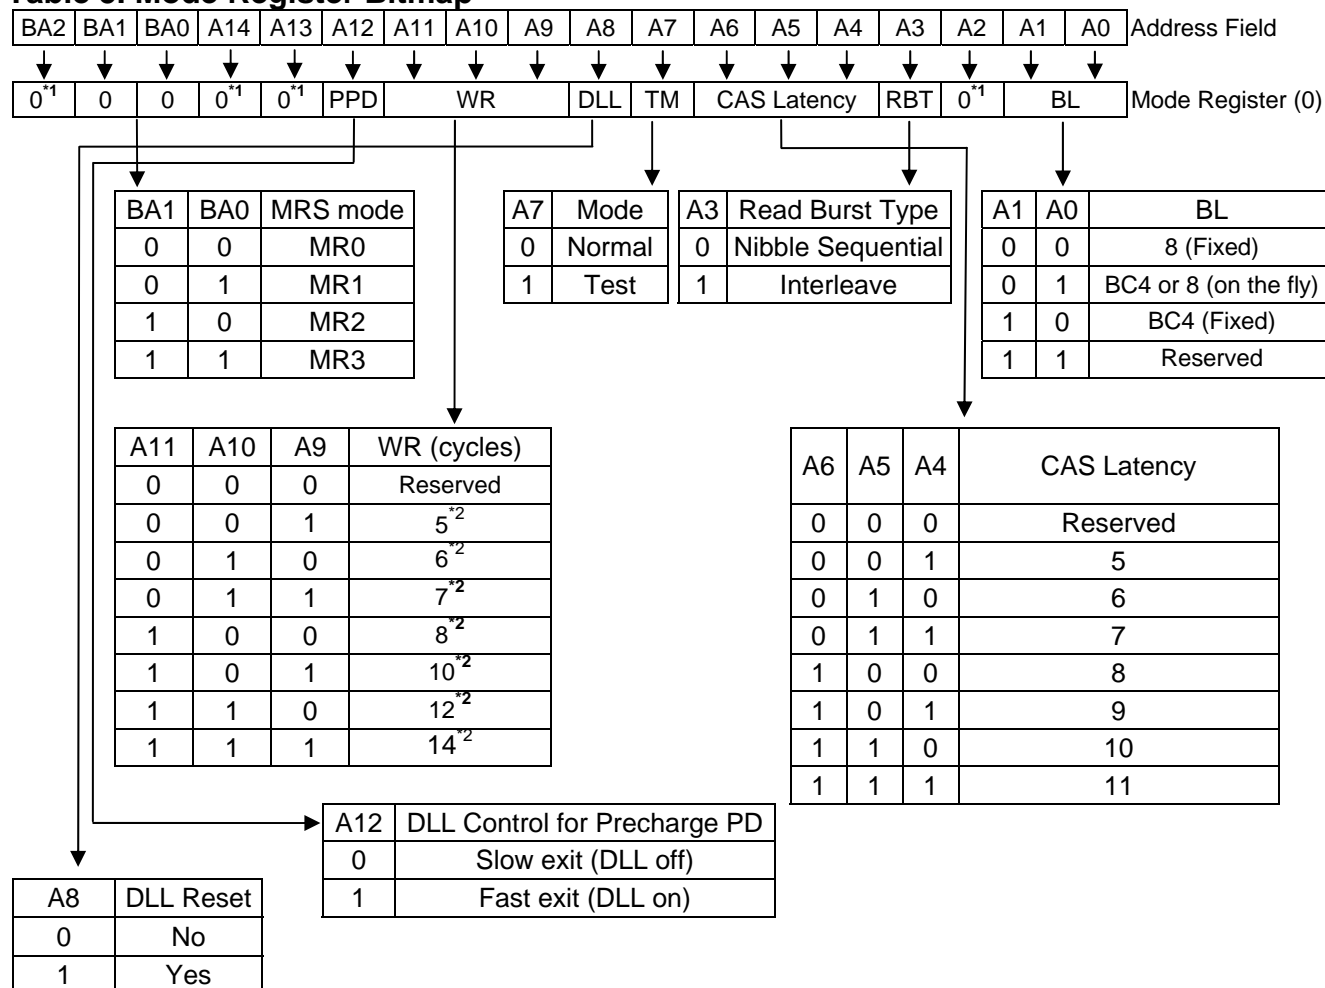 Table 5. Mode Register Bitmap
BA2 BA1 BA0 A14 A13 A12 A11 A10 A9 A8 A7 A6 A5 A4 A3 A2 A1 A0 Address Field
0*1 0 0 0*1 0*1 PPD WR DLL TM CAS Latency RBT 0*1 BL Mode Register (0)
BA1 BA0 MRS mode
0 0 MR0
0 1 MR1
1 0 MR2
1 1 MR3
A7 Mode
0 Normal
1 Test
A3 Read Burst Type
0 Nibble Sequential
1 Interleave
A1 A0 BL
0 0 8 (Fixed)
0 1 BC4 or 8 (on the fly)
1 0 BC4 (Fixed)
1 1 Reserved
A11 A10 A9 WR (cycles)
0 0 0 Reserved
0 0 1 5*2
0 1 0 6*2
0 1 1 7*2
1 0 0 8*2
1 0 1 10*2
1 1 0 12*2
1 1 1 14*2
A6 A5 A4 CAS Latency
0 0 0 Reserved
0 0 1 5
0 1 0 6
0 1 1 7
1 0 0 8
1 0 1 9
1 1 0 10
1 1 1 11
A12 DLL Control for Precharge PD
0 Slow exit (DLL off)
1 Fast exit (DLL on)
A8 DLL Reset
0 No
1 Yes